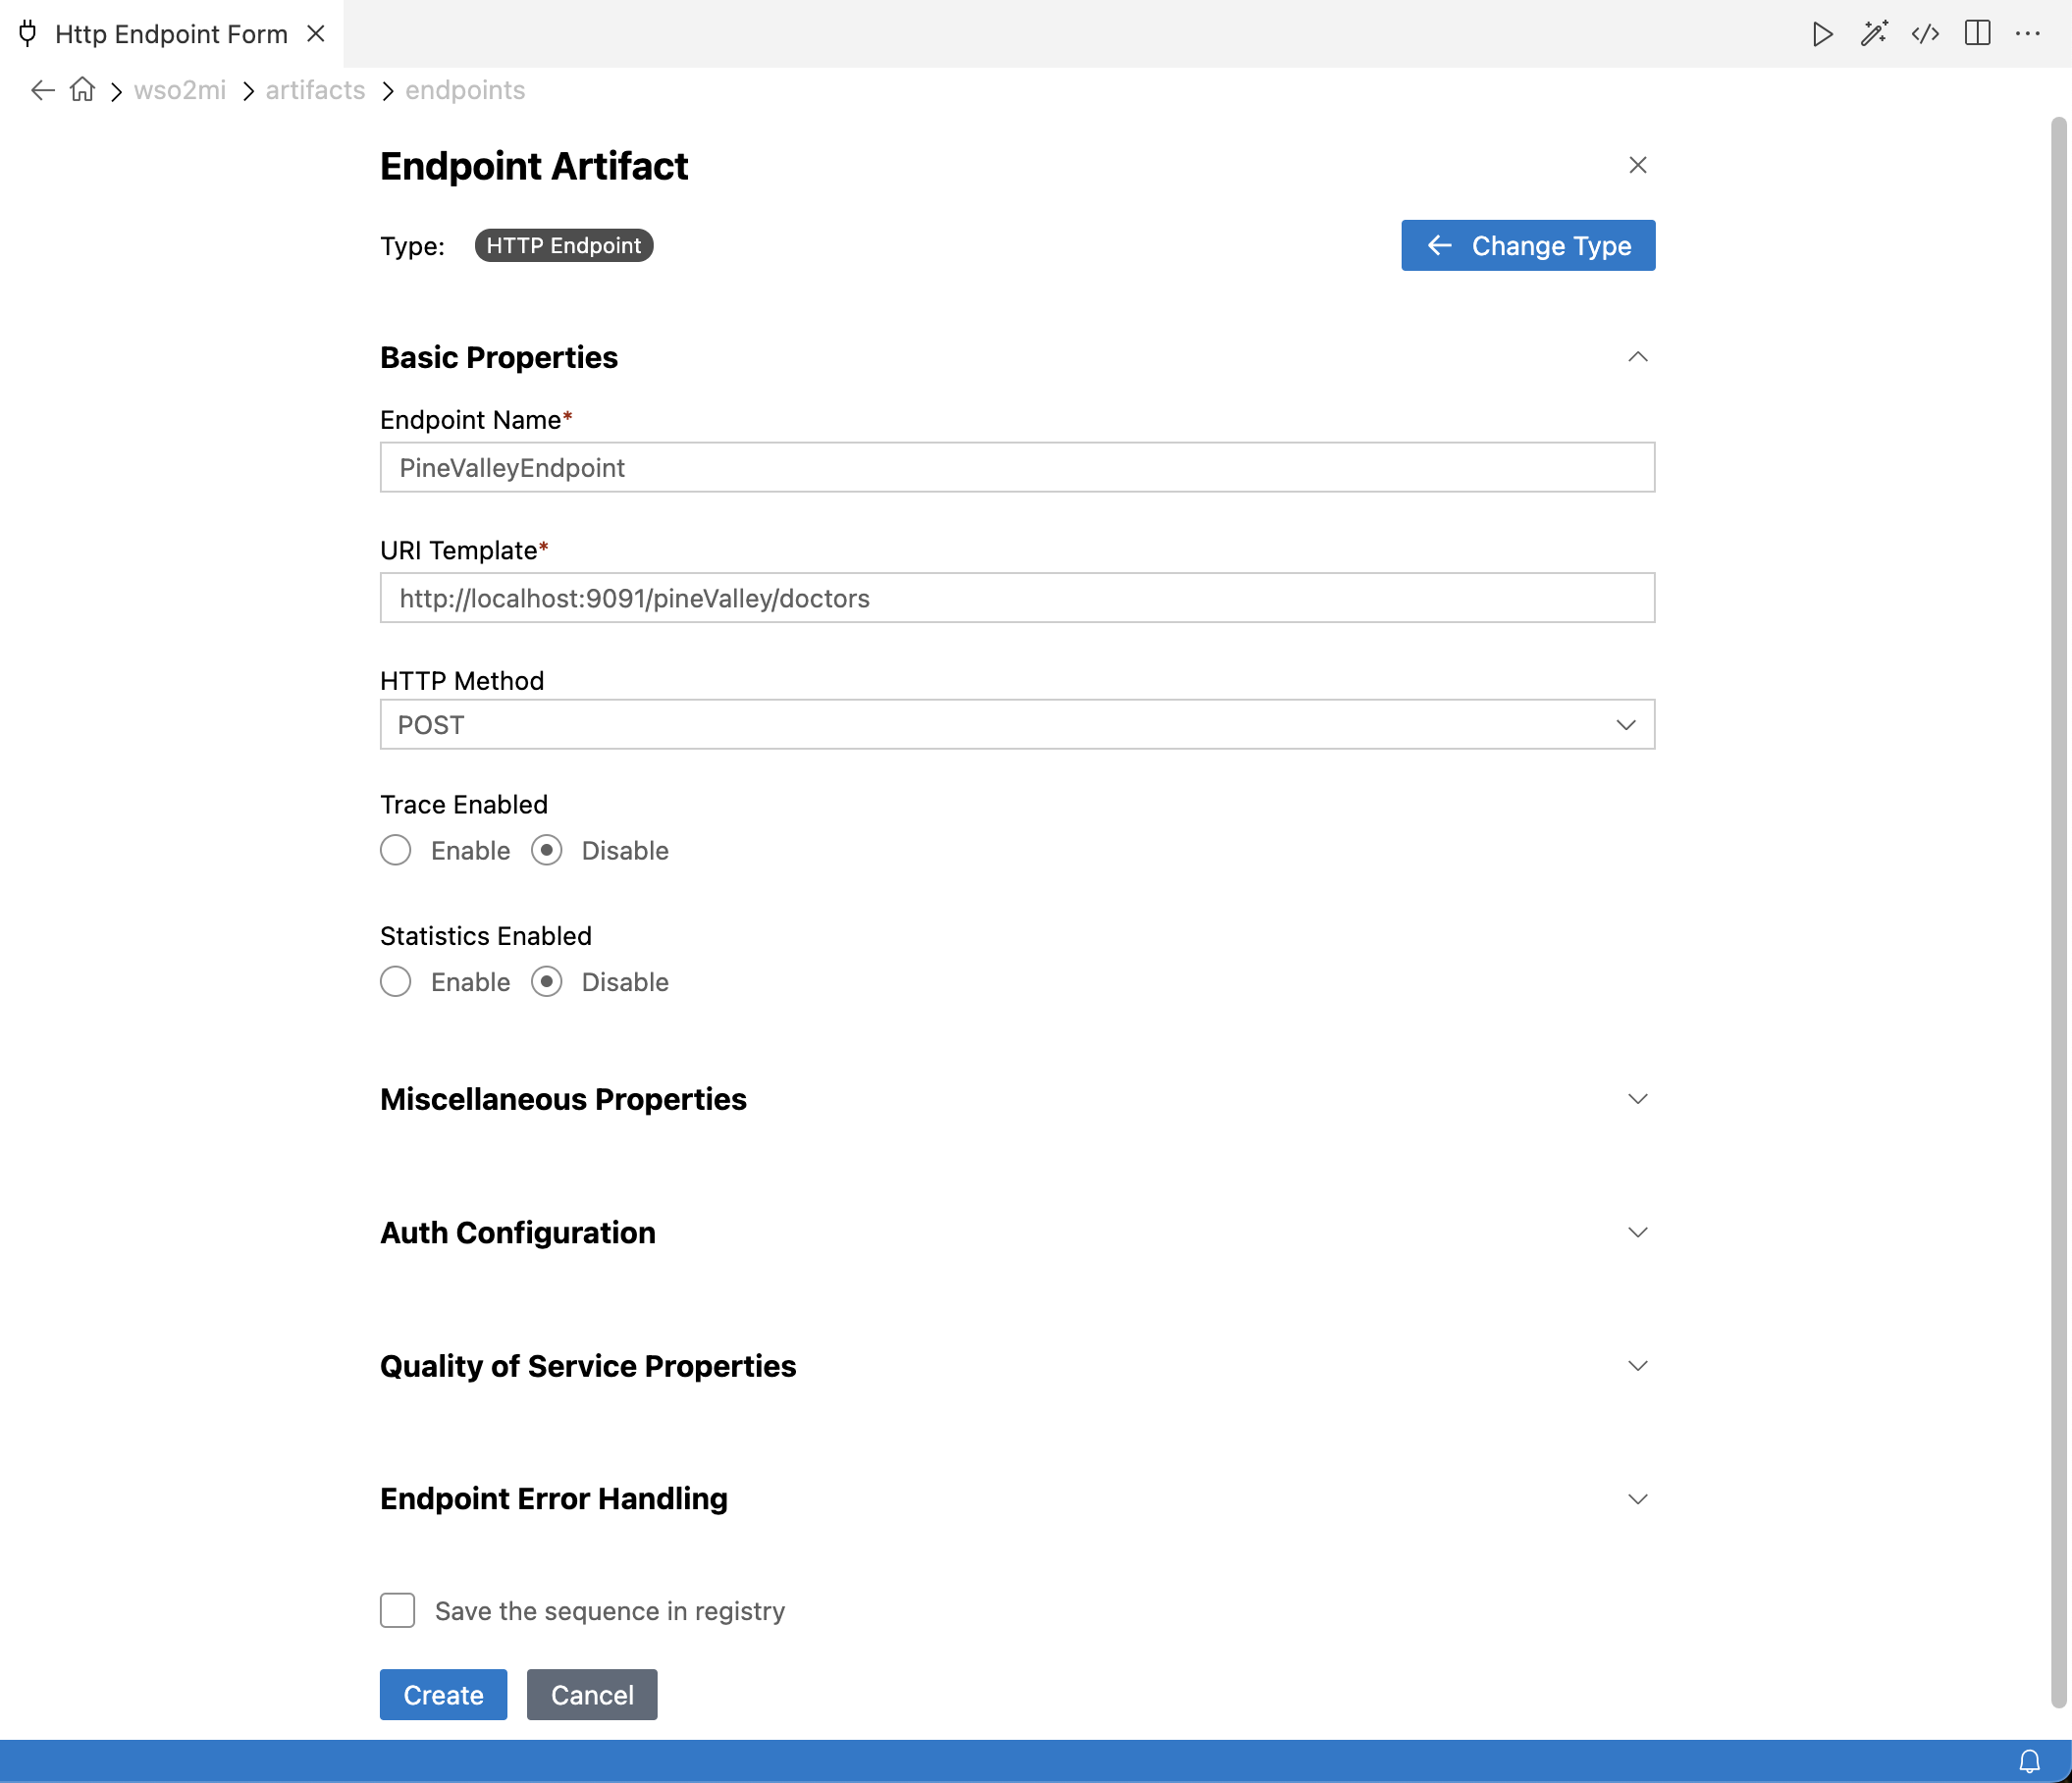 Http Endpoint Form
wso2mi artifacts endpoints
Endpoint Artifact
Type: HTTP Endpoint Change Type
Basic Properties
Endpoint Name*
PineValleyEndpoint
URI Template*
http://localhost:9091/pineValley/doctors
HTTP Method
POST
Trace Enabled
Enable Disable
Statistics Enabled
Enable Disable
Miscellaneous Properties
Auth Configuration
Quality of Service Properties
Endpoint Error Handling
Save the sequence in registry
Create Cancel